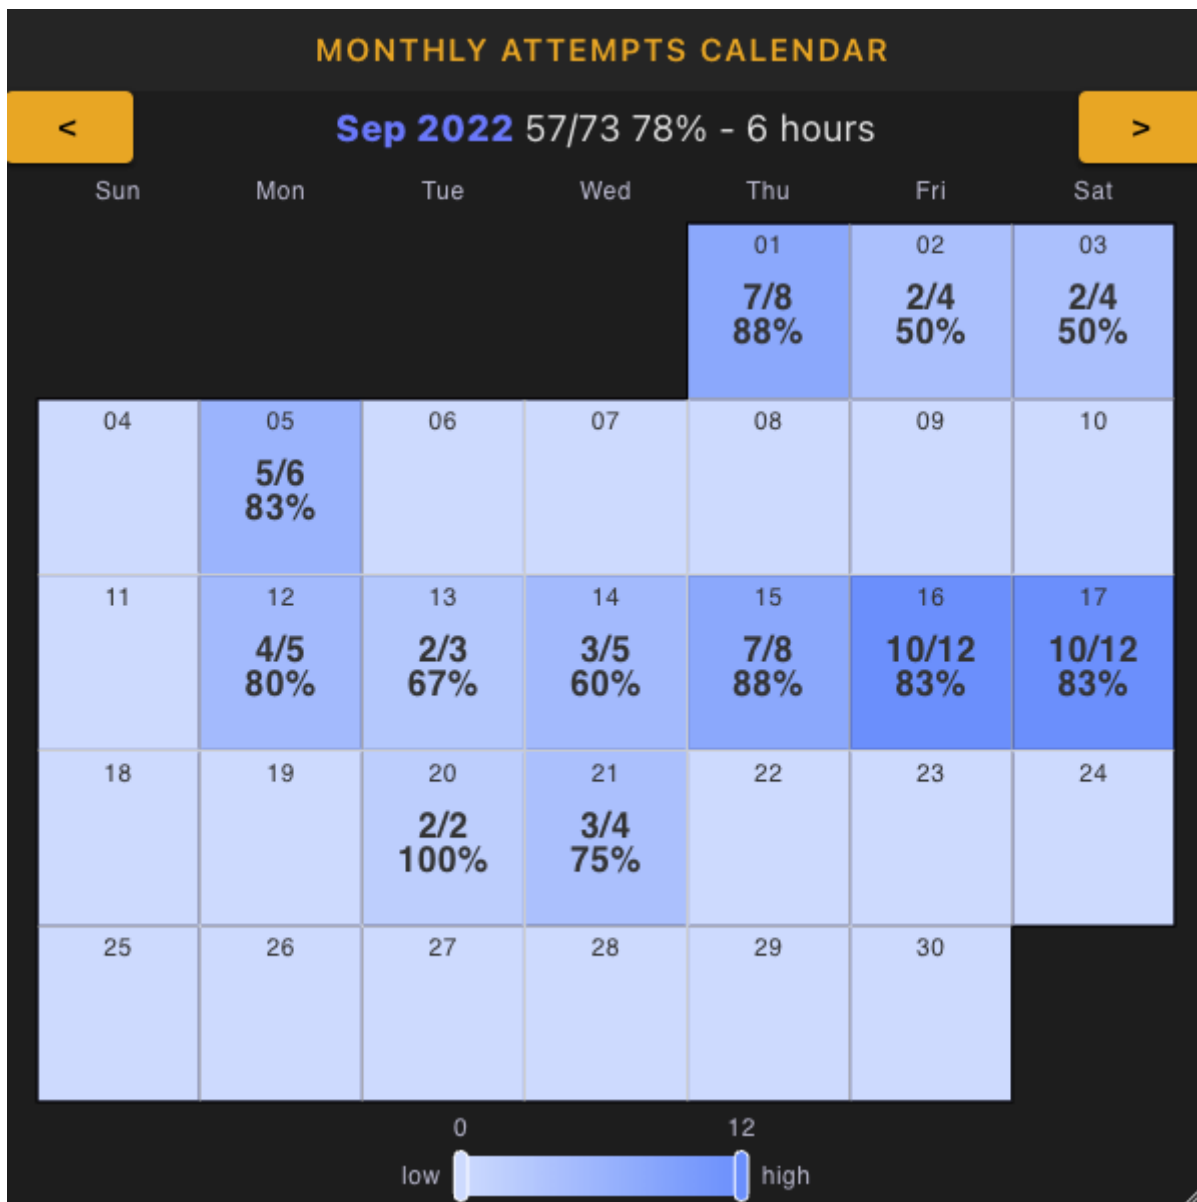 MONTHLY ATTEMPTS CALENDAR
< Sep 2022 57/73 78% - 6 hours >
Sun Mon Tue Wed Thu Fri Sat
01 02 03
7/8 2/4 2/4
88% 50% 50%
04 05 06 07 08 09 10
5/6
83%
11 12 13 14 15 16 17
4/5 2/3 3/5 7/8 10/12 10/12
80% 67% 60% 88% 83% 83%
18 19 20 21 22 23 24
2/2 3/4
100% 75%
25 26 27 28 29 30
0 12
low high